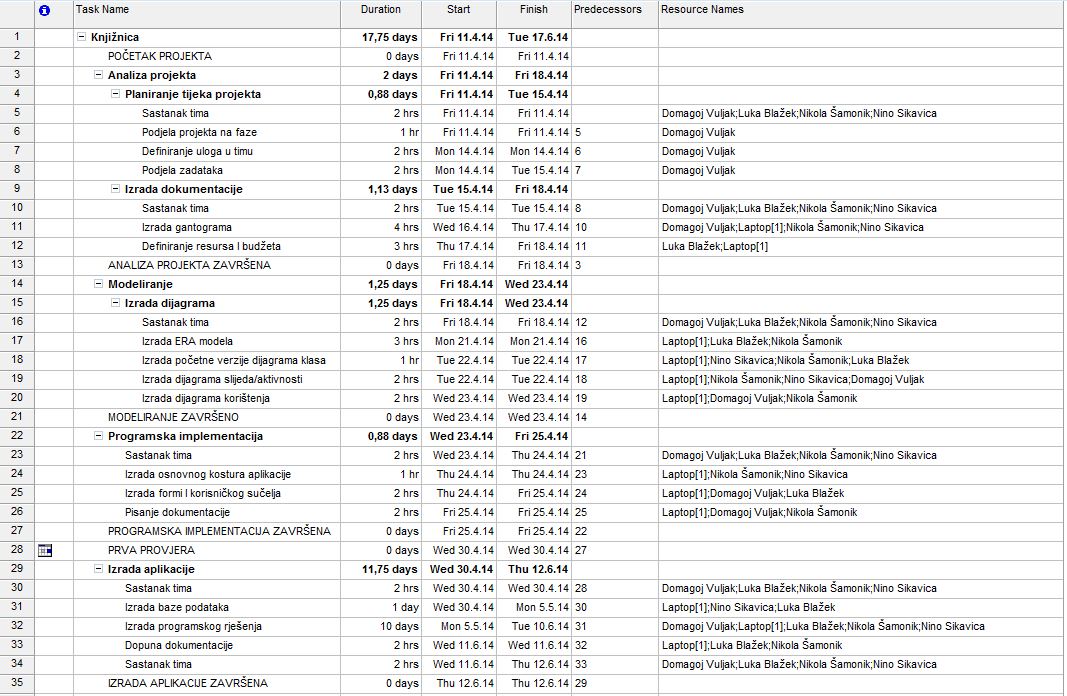 Task Name Duration Start Finish Predecessors Resource Names
1 Knjižnica 17,75 days Fri 11.4.14 Tue 17.6.14
2 POČETAK PROJEKTA 0 days Fri 11.4.14 Fri 11.4.14
3 Analiza projekta 2 days Fri 11.4.14 Fri 18.4.14
4 Planiranje tijeka projekta 0,88 days Fri 11.4.14 Tue 15.4.14
5 Sastanak tima 2 hrs Fri 11.4.14 Fri 11.4.14 Domagoj Vuljak;Luka Blažek;Nikola Šamonik;Nino Sikavica
6 Podjela projekta na faze 1 hr Fri 11.4.14 Fri 11.4.14 5 Domagoj Vuljak
7 Definiranje uloga u timu 2 hrs Mon 14.4.14 Mon 14.4.14 6 Domagoj Vuljak
8 Podjela zadataka 2 hrs Mon 14.4.14 Tue 15.4.14 7 Domagoj Vuljak
9 Izrada dokumentacije 1,13 days Tue 15.4.14 Fri 18.4.14
10 Sastanak tima 2 hrs Tue 15.4.14 Tue 15.4.14 8 Domagoj Vuljak;Luka Blažek;Nikola Šamonik;Nino Sikavica
11 Izrada gantograma 4 hrs Wed 16.4.14 Thu 17.4.14 10 Domagoj Vuljak;Laptop[1];Nikola Šamonik;Nino Sikavica
12 Definiranje resursa I budžeta 3 hrs Thu 17.4.14 Fri 18.4.14 11 Luka Blažek;Laptop[1]
13 ANALIZA PROJEKTA ZAVRŠENA 0 days Fri 18.4.14 Fri 18.4.14 3
14 Modeliranje 1,25 days Fri 18.4.14 Wed 23.4.14
15 Izrada dijagrama 1,25 days Fri 18.4.14 Wed 23.4.14
16 Sastanak tima 2 hrs Fri 18.4.14 Fri 18.4.14 12 Domagoj Vuljak;Luka Blažek;Nikola Šamonik;Nino Sikavica
17 Izrada ERA modela 3 hrs Mon 21.4.14 Mon 21.4.14 16 Laptop[1];Luka Blažek;Nikola Šamonik
18 Izrada početne verzije dijagrama klasa 1 hr Tue 22.4.14 Tue 22.4.14 17 Laptop[1];Nino Sikavica;Nikola Šamonik;Luka Blažek
19 Izrada dijagrama slijeda/aktivnosti 2 hrs Tue 22.4.14 Tue 22.4.14 18 Laptop[1];Nikola Šamonik;Nino Sikavica;Domagoj Vuljak
20 Izrada dijagrama korištenja 2 hrs Wed 23.4.14 Wed 23.4.14 19 Laptop[1];Domagoj Vuljak;Nikola Šamonik
21 MODELIRANJE ZAVRŠENO 0 days Wed 23.4.14 Wed 23.4.14 14
22 Programska implementacija 0,88 days Wed 23.4.14 Fri 25.4.14
23 Sastanak tima 2 hrs Wed 23.4.14 Thu 24.4.14 21 Domagoj Vuljak;Luka Blažek;Nikola Šamonik;Nino Sikavica
24 Izrada osnovnog kostura aplikacije 1 hr Thu 24.4.14 Thu 24.4.14 23 Laptop[1];Nikola Šamonik;Nino Sikavica
25 Izrada formi I korisničkog sučelja 2 hrs Thu 24.4.14 Fri 25.4.14 24 Laptop[1];Domagoj Vuljak;Luka Blažek
26 Pisanje dokumentacije 2 hrs Fri 25.4.14 Fri 25.4.14 25 Laptop[1];Domagoj Vuljak;Nikola Šamonik
27 PROGRAMSKA IMPLEMENTACIJA ZAVRŠENA 0 days Fri 25.4.14 Fri 25.4.14 22
28 PRVA PROVJERA 0 days Wed 30.4.14 Wed 30.4.14 27
29 Izrada aplikacije 11,75 days Wed 30.4.14 Thu 12.6.14
30 Sastanak tima 2 hrs Wed 30.4.14 Wed 30.4.14 28 Domagoj Vuljak;Luka Blažek;Nikola Šamonik;Nino Sikavica
31 Izrada baze podataka 1 day Wed 30.4.14 Mon 5.5.14 30 Laptop[1];Nino Sikavica;Luka Blažek
32 Izrada programskog rješenja 10 days Mon 5.5.14 Tue 10.6.14 31 Domagoj Vuljak;Laptop[1];Luka Blažek;Nikola Šamonik;Nino Sikavica
33 Dopuna dokumentacije 2 hrs Wed 11.6.14 Wed 11.6.14 32 Laptop[1];Luka Blažek;Nikola Šamonik
34 Sastanak tima 2 hrs Wed 11.6.14 Thu 12.6.14 33 Domagoj Vuljak;Luka Blažek;Nikola Šamonik;Nino Sikavica
35 IZRADA APLIKACIJE ZAVRŠENA 0 days Thu 12.6.14 Thu 12.6.14 29